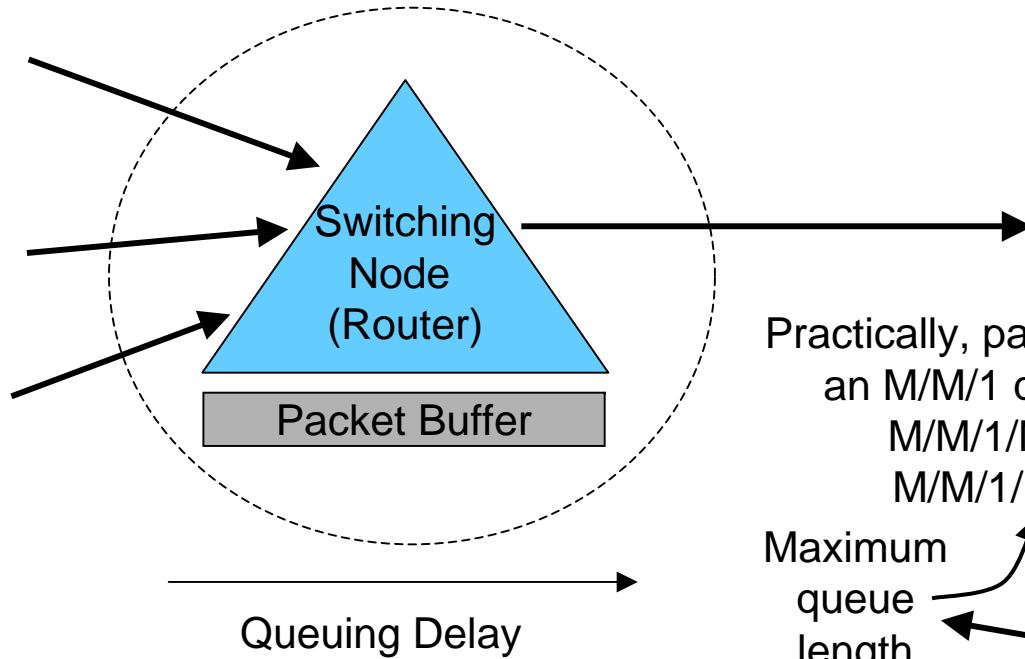 Switching
Node
(Router)
Packet Buffer
Queuing Delay
Practically, pa
an M/M/1
M/M/1/
M/M/1/
Maximum
queue
length